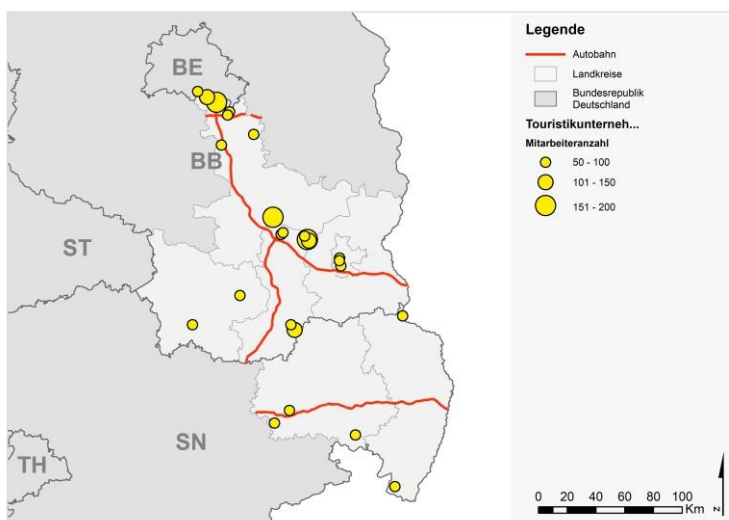 BE
BB
ST
SN
TH
Legende
Autobahn
Landkreise
Bundesrepublik
Deutschland
Touristikunterneh...
Mitarbeiteranzahl
50 - 100
101 - 150
151 - 200
0 20 40 60 80 100
Km
N